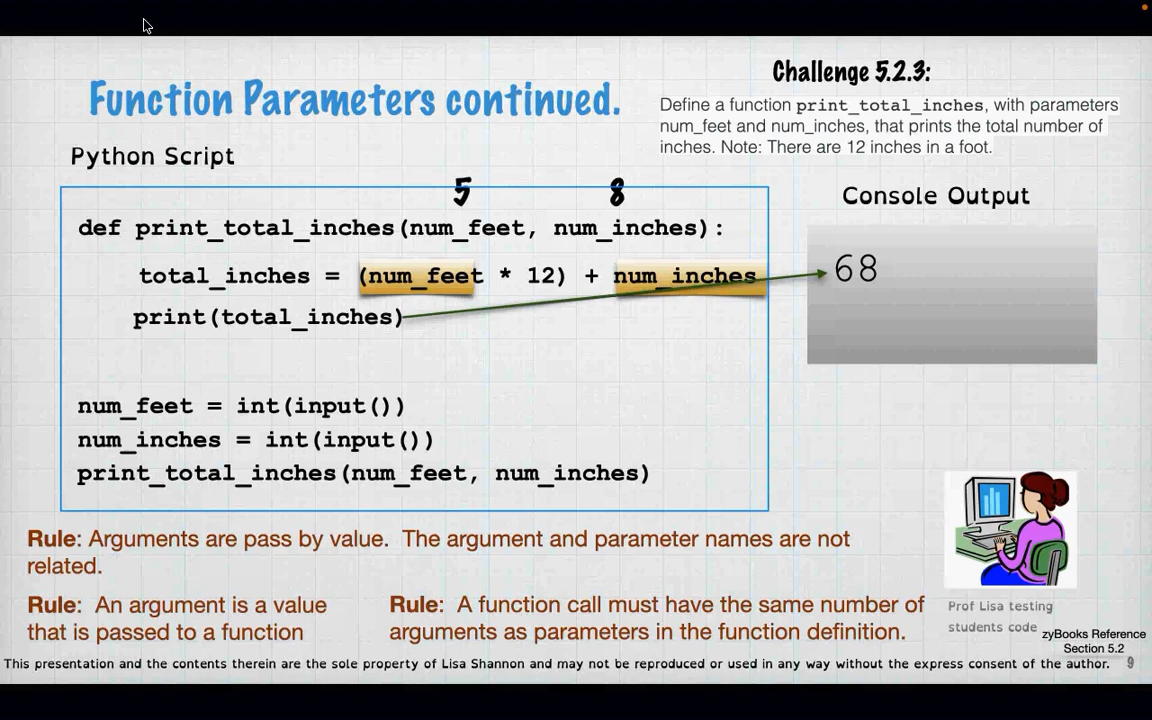 Function Parameters continued.
Challenge 5.2.3:
Define a function print_total_inches, with parameters
num_feet and num_inches, that prints the total number of
inches. Note: There are 12 inches in a foot.
Python Script
Console Output
5 8
def print_total_inches(num_feet, num_inches):
total_inches = (num_feet * 12) + num_inches
print(total_inches)
68
num_feet = int(input())
num_inches = int(input())
print_total_inches(num_feet, num_inches)
Rule: Arguments are pass by value. The argument and parameter names are not
related.
Rule: An argument is a value
that is passed to a function
Rule: A function call must have the same number of
arguments as parameters in the function definition.
Prof Lisa testing
students code
zyBooks Reference
Section 5.2
This presentation and the contents therein are the sole property of Lisa Shannon and may not be reproduced or used in any way without the express consent of the author.
9